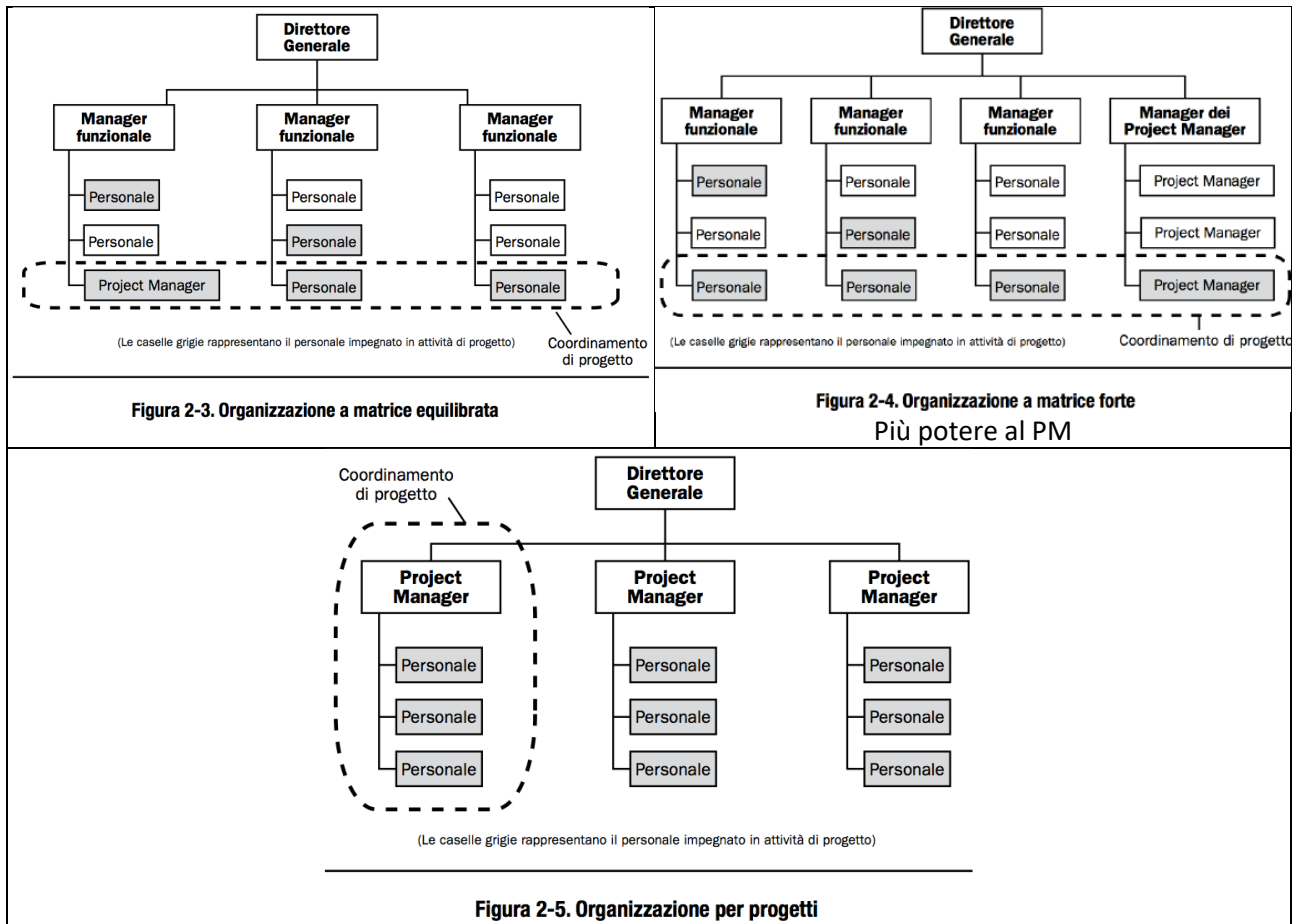 Direttore
Generale
Manager
funzionale
Manager
funzionale
Manager
funzionale
Personale
Personale
Personale
Personale
Personale
Personale
Project Manager
Personale
Personale
(Le caselle grigie rappresentano il personale impegnato in attività di progetto)
Coordinamento
di progetto
Figura 2-3. Organizzazione a matrice equilibrata
Direttore
Generale
Manager
funzionale
Manager
funzionale
Manager
funzionale
Manager dei
Project Manager
Personale
Personale
Personale
Project Manager
Personale
Personale
Personale
Project Manager
Personale
Personale
Personale
Project Manager
(Le caselle grigie rappresentano il personale impegnato in attività di progetto)
Coordinamento di progetto
Figura 2-4. Organizzazione a matrice forte
Più potere al PM
Coordinamento
di progetto
Direttore
Generale
Project
Manager
Project
Manager
Project
Manager
Personale
Personale
Personale
Personale
Personale
Personale
Personale
Personale
Personale
(Le caselle grigie rappresentano il personale impegnato in attività di progetto)
Figura 2-5. Organizzazione per progetti